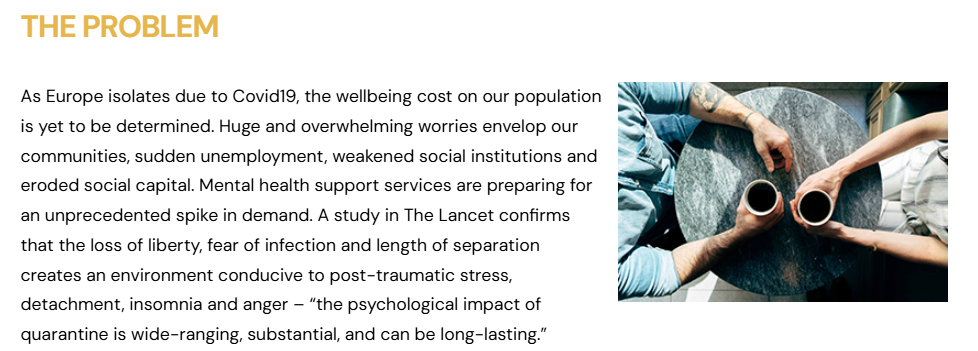 THE PROBLEM
As Europe isolates due to Covid19, the wellbeing cost on our population
is yet to be determined. Huge and overwhelming worries envelop our
communities, sudden unemployment, weakened social institutions and
eroded social capital. Mental health support services are preparing for
an unprecedented spike in demand. A study in The Lancet confirms
that the loss of liberty, fear of infection and length of separation
creates an environment conducive to post-traumatic stress,
detachment, insomnia and anger – “the psychological impact of
quarantine is wide-ranging, substantial, and can be long-lasting.”